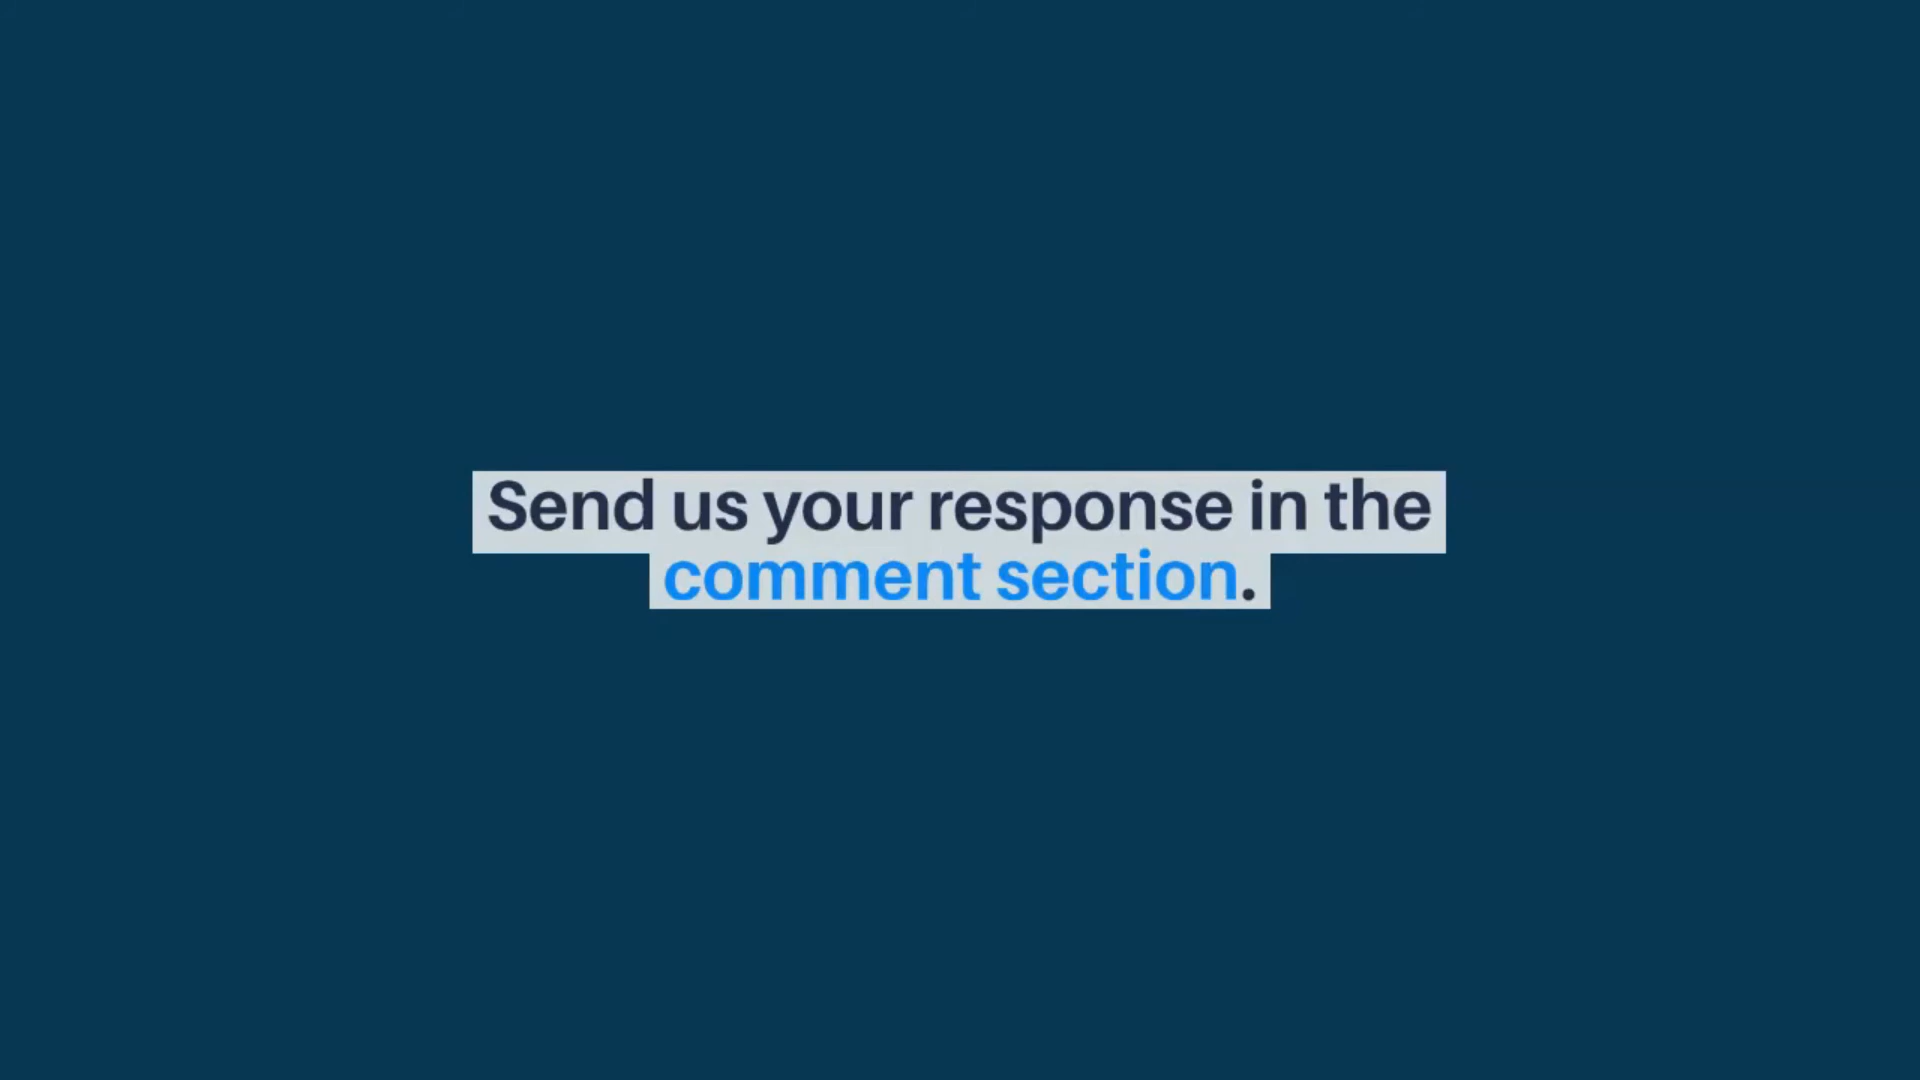 Send us your response in the
comment section.